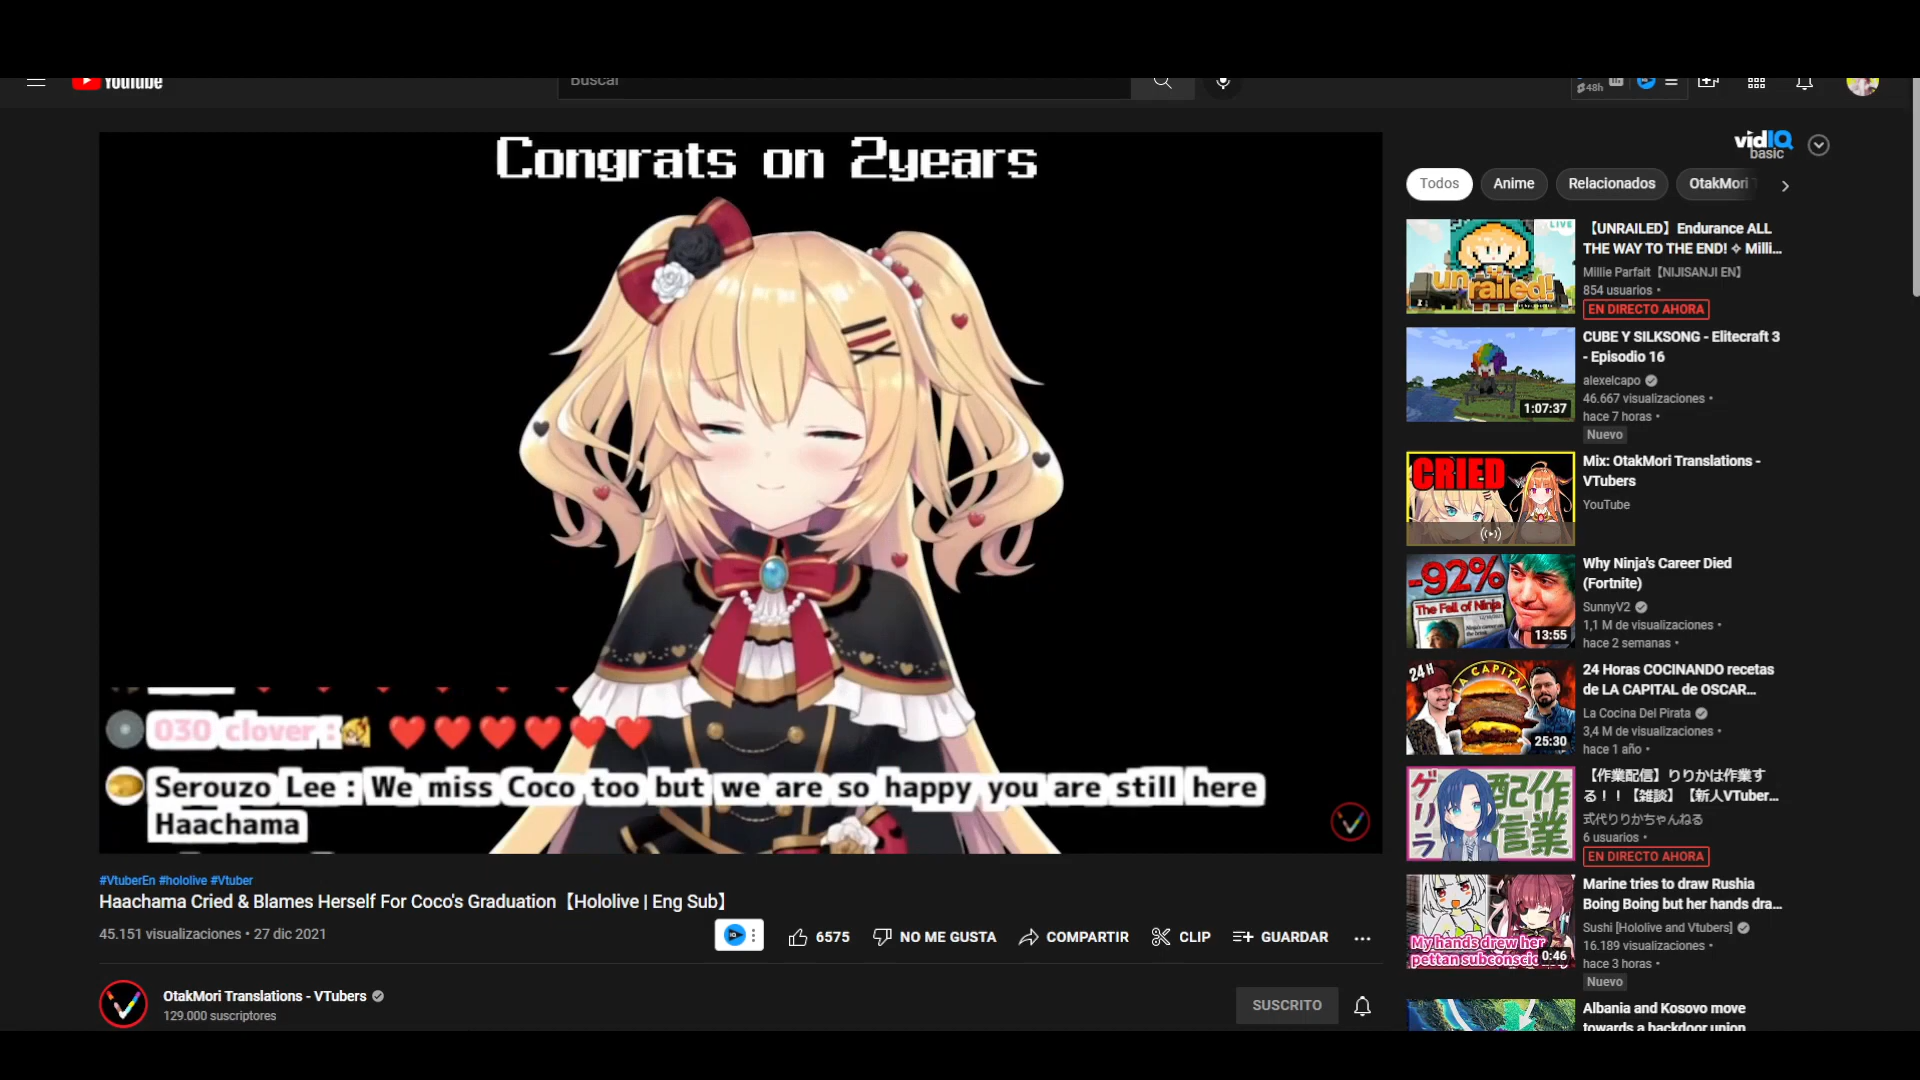 YouTube
Buscar
48h
Congrats on 2years
030 clover :
Serouzo Lee : We miss Coco too but we are so happy you are still here
Haachama
#VtuberEn #hololive #Vtuber
Haachama Cried & Blames Herself For Coco's Graduation【Hololive | Eng Sub】
45.151 visualizaciones • 27 dic 2021
6575
NO ME GUSTA
COMPARTIR
CLIP
GUARDAR
OtakMori Translations - VTubers
129.000 suscriptores
SUSCRITO
vidIQ
basic
Todos
Anime
Relacionados
OtakMori
LIVE
unrailed!
【UNRAILED】Endurance ALL
THE WAY TO THE END! ✧ Milli...
Millie Parfait【NIJISANJI EN】
854 usuarios •
EN DIRECTO AHORA
1:07:37
CUBE Y SILKSONG - Elitecraft 3
- Episodio 16
alexelcapo
46.667 visualizaciones •
hace 7 horas •
Nuevo
CRIED
Mix: OtakMori Translations -
VTubers
YouTube
-92%
The Fall of Ninja
13:55
Why Ninja's Career Died
(Fortnite)
SunnyV2
1,1 M de visualizaciones •
hace 2 semanas •
24 H
LA CAPITAL
25:30
24 Horas COCINANDO recetas
de LA CAPITAL de OSCAR...
La Cocina Del Pirata
3,4 M de visualizaciones •
hace 1 año •
ゲリラ
作業配信
【作業配信】りりかは作業す
る！！【雑談】【新人VTuber...
式代りりかちゃんねる
6 usuarios •
EN DIRECTO AHORA
My hands drew her
pettan subconscio
0:46
Marine tries to draw Rushia
Boing Boing but her hands dra...
Sushi [Hololive and Vtubers]
16.189 visualizaciones •
hace 3 horas •
Nuevo
Albania and Kosovo move
towards a backdoor union